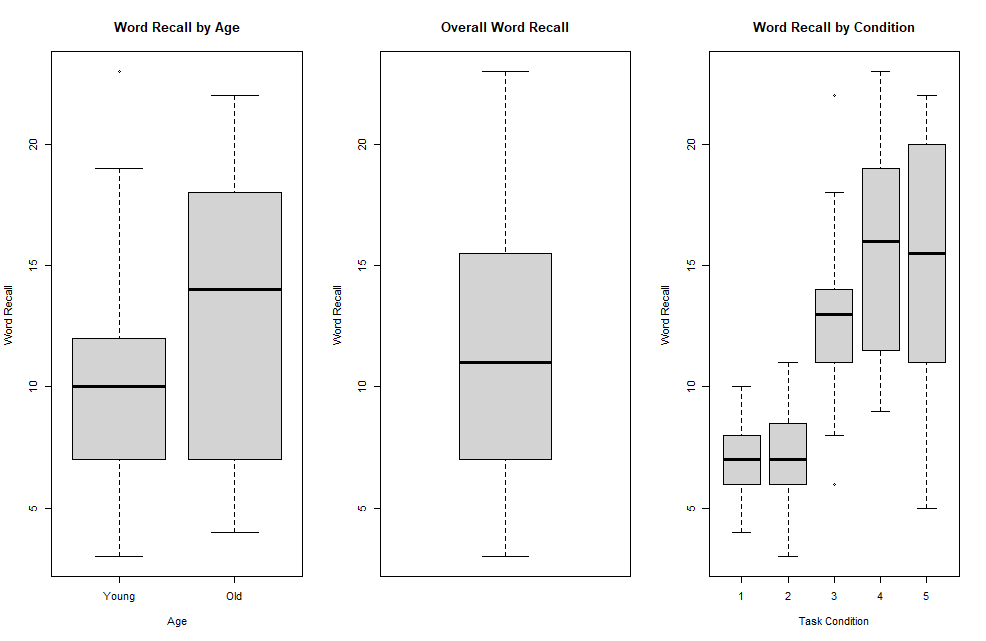 Word Recall by Age
Word Recall
20
15
10
5
Young Old
Age
Overall Word Recall
Word Recall
20
15
10
5
Word Recall by Condition
Word Recall
20
15
10
5
1 2 3 4 5
Task Condition